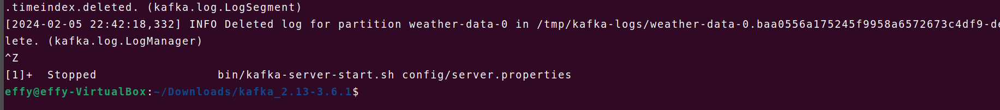 .timeindex.deleted. (kafka.log.LogSegment)
[2024-02-05 22:42:18,332] INFO Deleted log for partition weather-data-0 in /tmp/kafka-logs/weather-data-0.baa0556a175245f9958a6572673c4df9-de
lete. (kafka.log.LogManager)
^Z
[1]+  Stopped                 bin/kafka-server-start.sh config/server.properties
effy@effy-VirtualBox:~/Downloads/kafka_2.13-3.6.1$